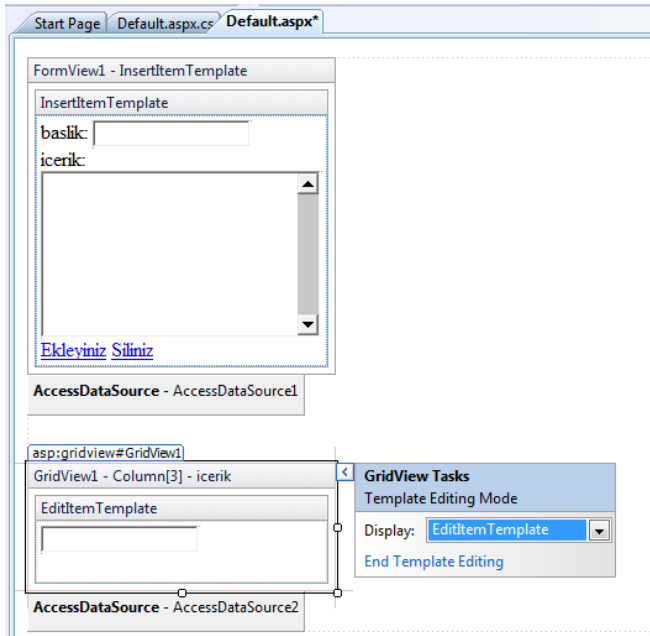 Start Page Default.aspx.cs Default.aspx*
FormView1 - InsertItemTemplate
InsertItemTemplate
baslik:
icerik:
Ekleyiniz Siliniz
AccessDataSource - AccessDataSource1
asp:gridview#GridView1
GridView1 - Column[3] - icerik
EditItemTemplate
GridView Tasks
Template Editing Mode
Display: EditItemTemplate
End Template Editing
AccessDataSource - AccessDataSource2